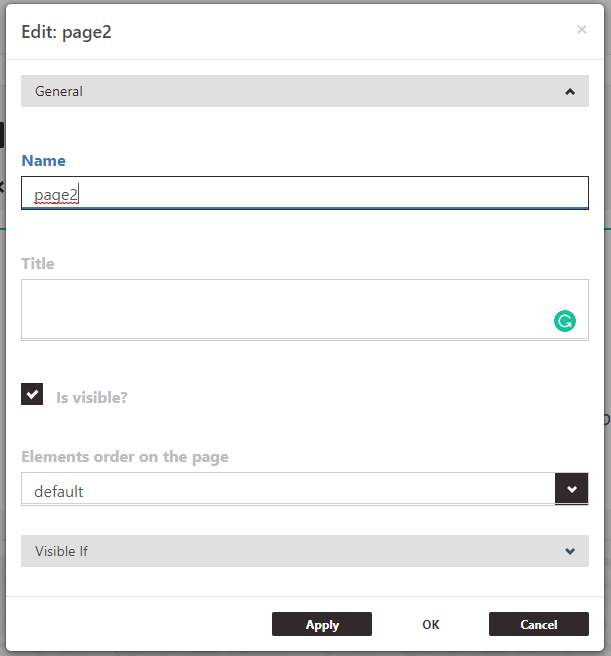 Edit: page2
General
Name
page2
Title
Is visible?
Elements order on the page
default
Visible If
Apply OK Cancel